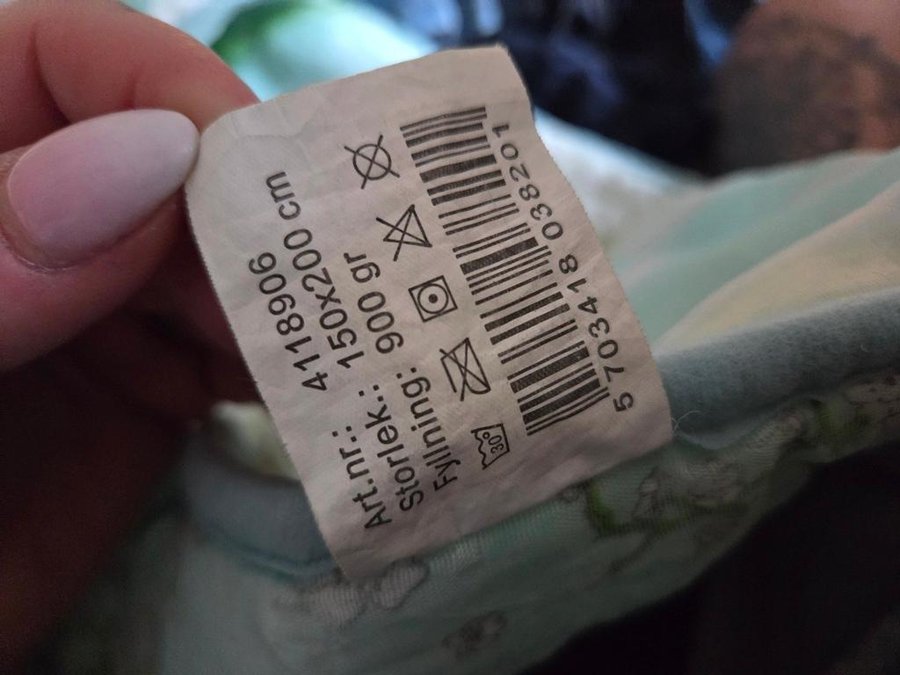 Art.nr.: 4118906
Storlek.: 150x200 cm
Fyllning: 900 gr
30°
5 703418 038201